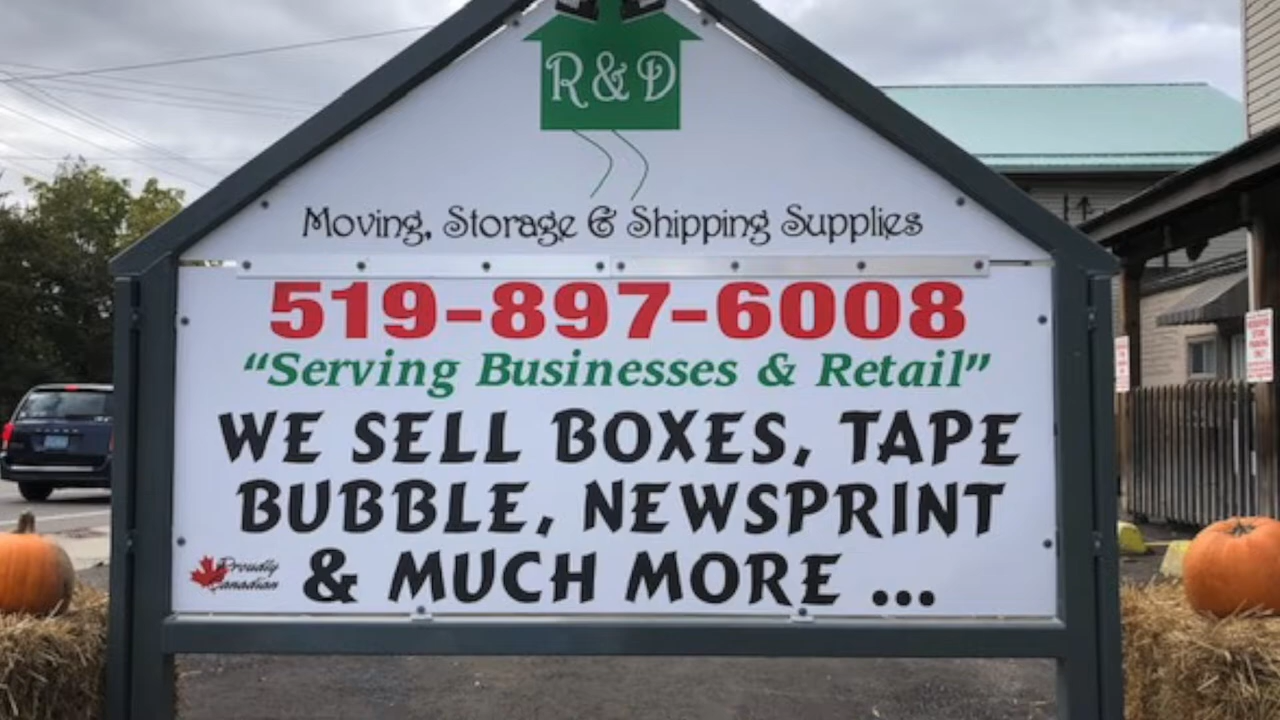 R&D
Moving, Storage & Shipping Supplies
519-897-6008
“Serving Businesses & Retail”
WE SELL BOXES, TAPE
BUBBLE, NEWSPRINT
& MUCH MORE ...
Proudly
Canadian